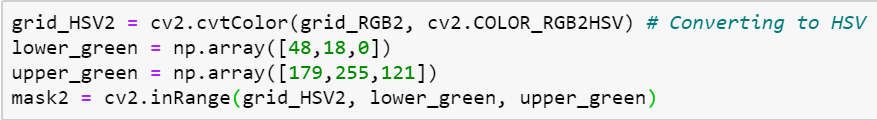 grid_HSV2 = cv2.cvtColor(grid_RGB2, cv2.COLOR_RGB2HSV) # Converting to HSV
lower_green = np.array([48,18,0])
upper_green = np.array([179,255,121])
mask2 = cv2.inRange(grid_HSV2, lower_green, upper_green)